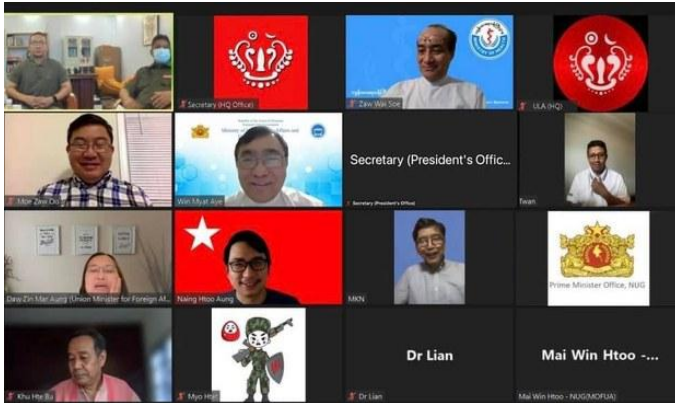 Secretary (HQ Office)
Zaw Wai Soe
ULA (HQ)
Moe Zaw Oo
Win Myat Aye
Secretary (President's Offic...
Secretary (President's Office)
Twan
Daw Zin Mar Aung (Union Minister for Foreign Af...
Naing Htoo Aung
MKN
Prime Minister Office, NUG
Khu Hte Bu
Myo Htet
Dr Lian
Dr Lian
Mai Win Htoo -...
Mai Win Htoo - NUG(MOFUA)